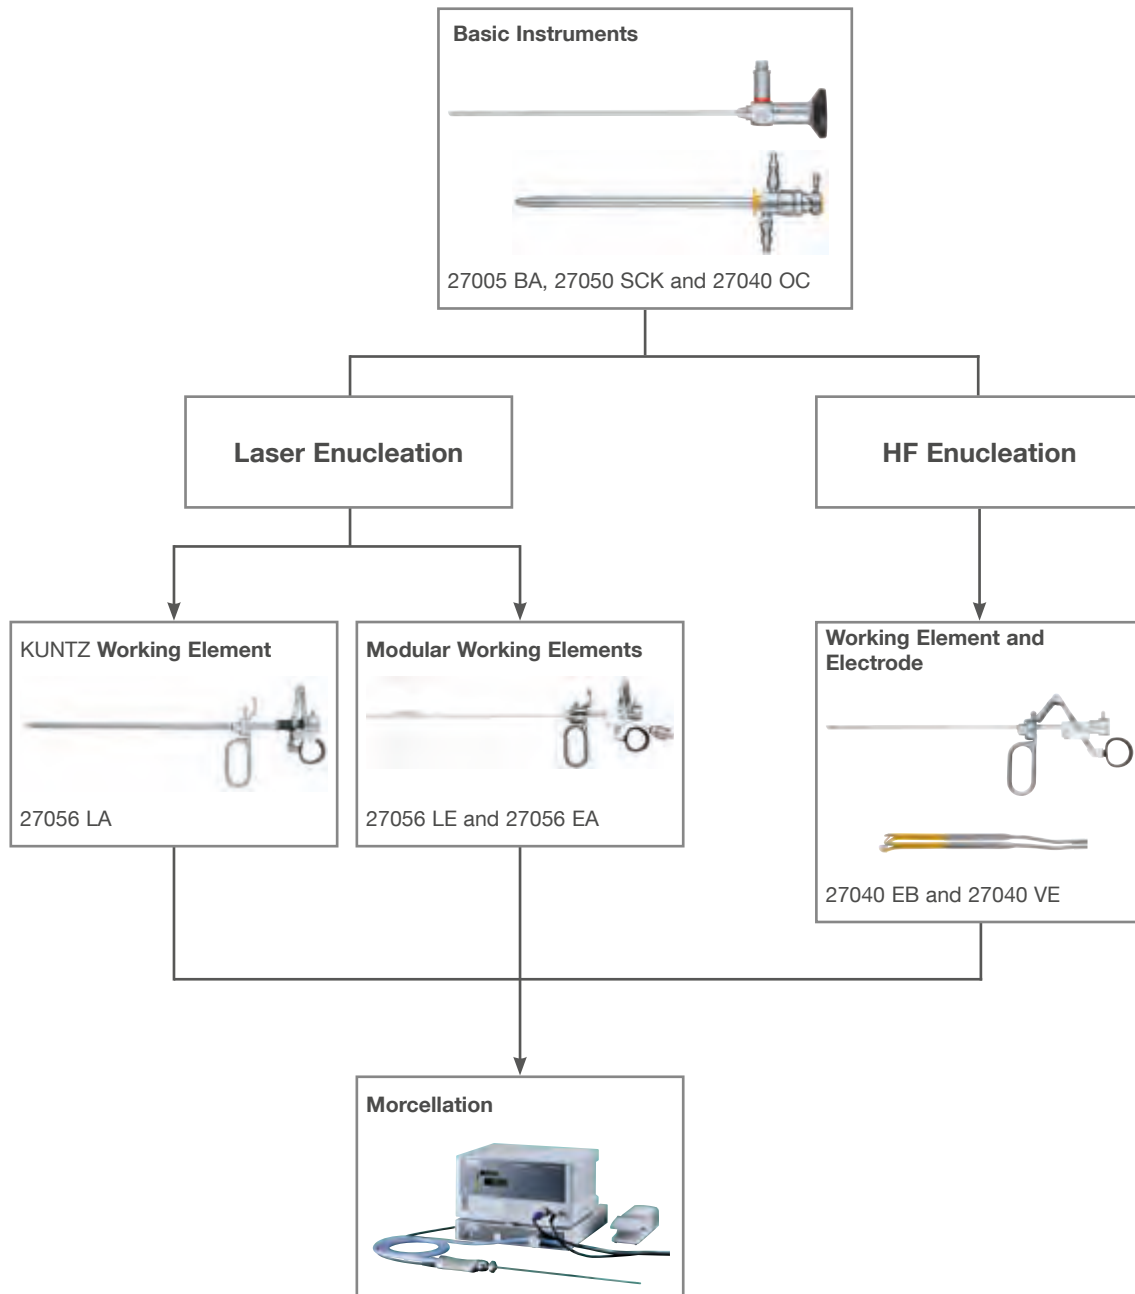 Basic Instruments
27005 BA, 27050 SCK and 27040 OC
Laser Enucleation
HF Enucleation
KUNTZ Working Element
27056 LA
Modular Working Elements
27056 LE and 27056 EA
Working Element and
Electrode
27040 EB and 27040 VE
Morcellation